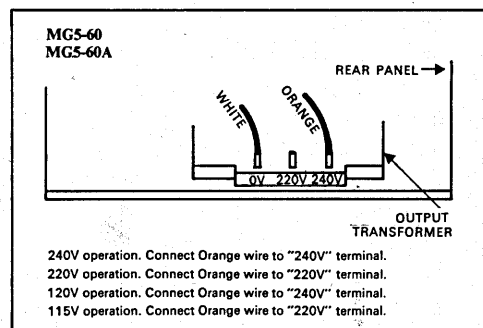 MG5-60
MG5-60A
REAR PANEL
WHITE
ORANGE
0V 220V 240V
OUTPUT
TRANSFORMER
240V operation. Connect Orange wire to "240V" terminal.
220V operation. Connect Orange wire to "220V" terminal.
120V operation. Connect Orange wire to "240V" terminal.
115V operation. Connect Orange wire to "220V" terminal.